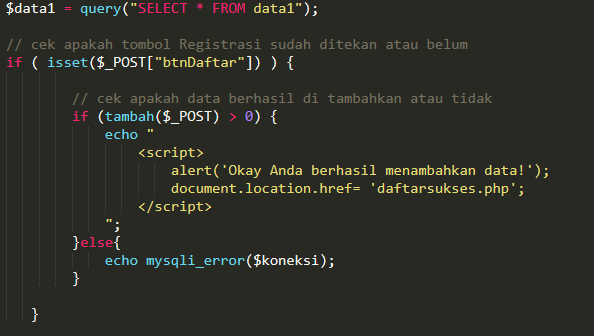 $data1 = query("SELECT * FROM data1");
// cek apakah tombol Registrasi sudah ditekan atau belum
if ( isset($_POST["btnDaftar"]) ) {
// cek apakah data berhasil di tambahkan atau tidak
if (tambah($_POST) > 0) {
echo "
<script>
alert('Okay Anda berhasil menambahkan data!');
document.location.href= 'daftarsukses.php';
</script>
";
}else{
echo mysqli_error($koneksi);
}
}